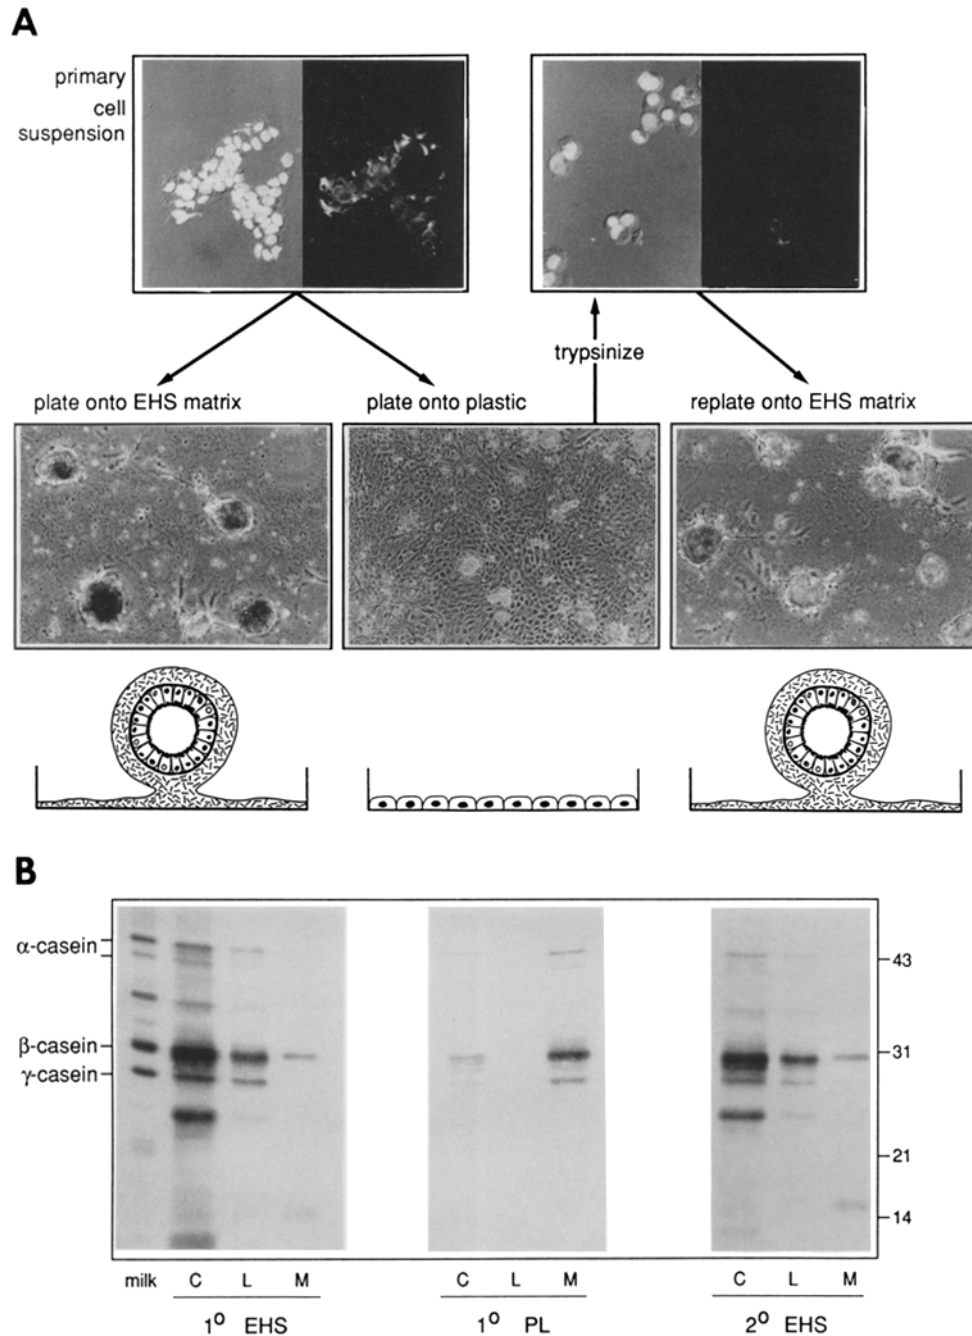 A
primary
cell
suspension
trypsinize
plate onto EHS matrix
plate onto plastic
replate onto EHS matrix
B
α-casein
β-casein
γ-casein
43
31
21
14
milk C L M C L M C L M
1° EHS 1° PL 2° EHS